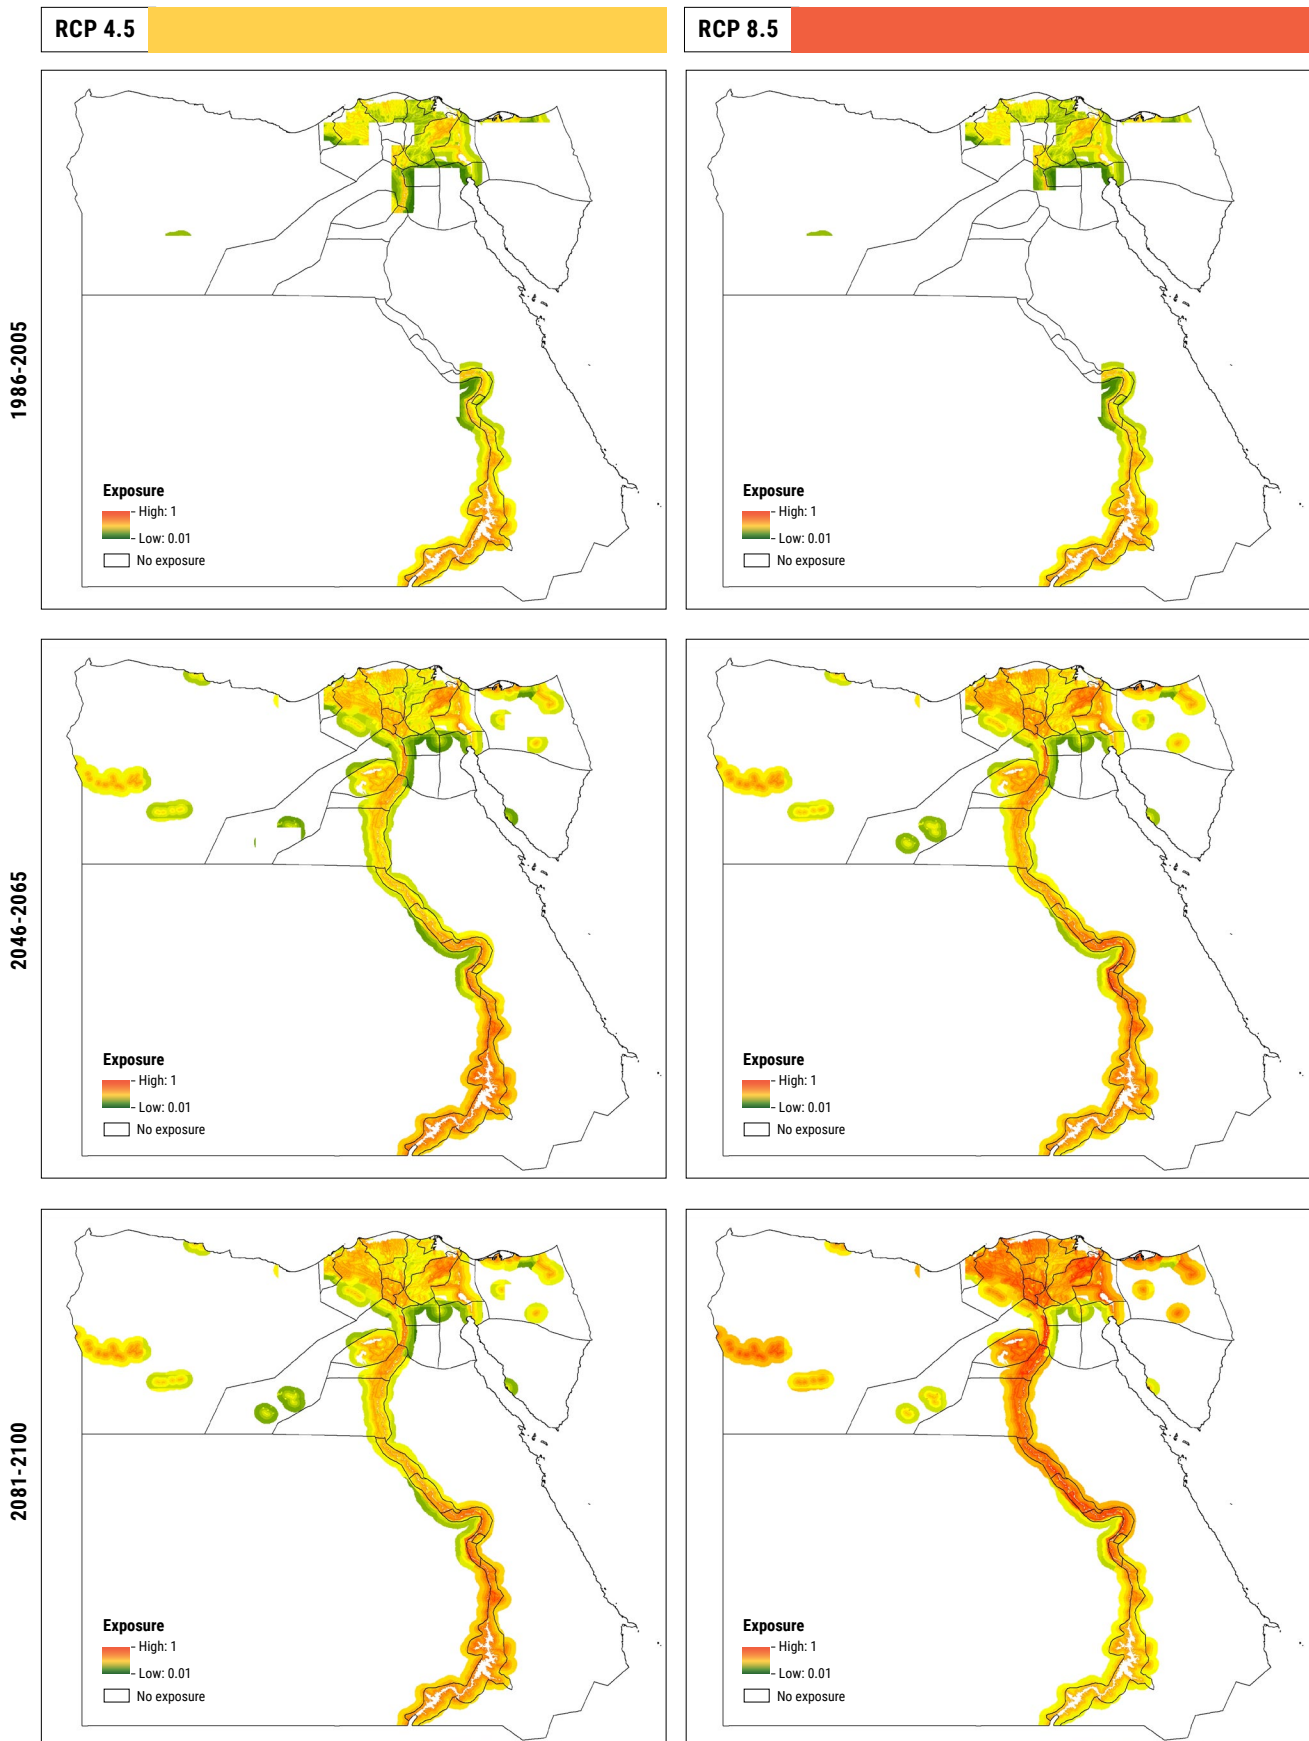 RCP 4.5
RCP 8.5
1986-2005
Exposure
High: 1
Low: 0.01
No exposure
Exposure
High: 1
Low: 0.01
No exposure
2046-2065
Exposure
High: 1
Low: 0.01
No exposure
Exposure
High: 1
Low: 0.01
No exposure
2081-2100
Exposure
High: 1
Low: 0.01
No exposure
Exposure
High: 1
Low: 0.01
No exposure